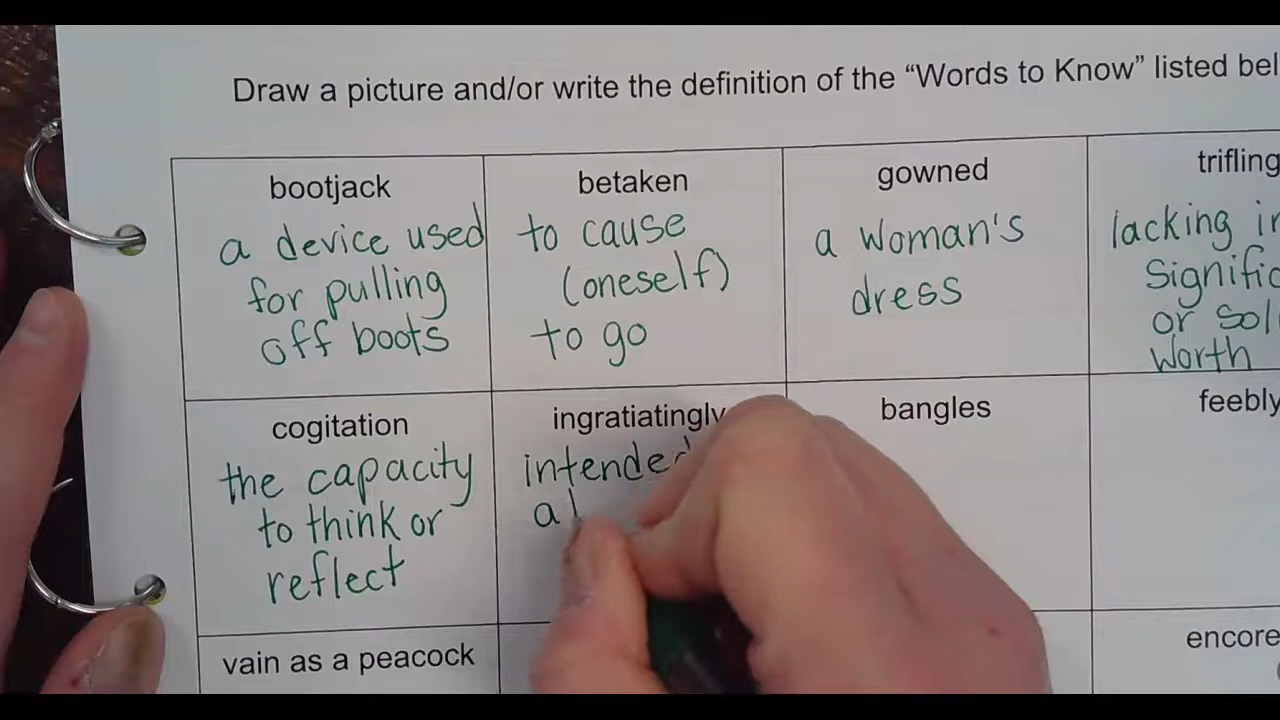 Draw a picture and/or write the definition of the “Words to Know” listed bel
bootjack
a device used
for pulling
off boots
betaken
to cause
(oneself)
to go
gowned
a woman's
dress
trifling
lacking in
signific
or soli
worth
cogitation
the capacity
to think or
reflect
ingratiatingly
intended
bangles
feebly
vain as a peacock
encore